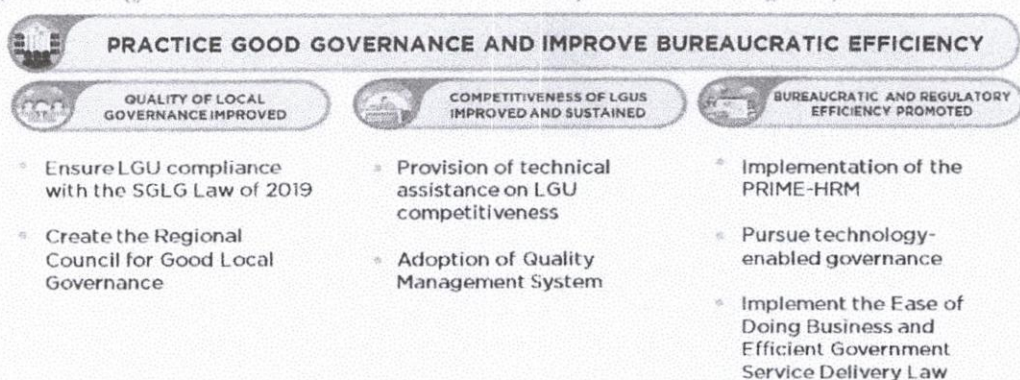 PRACTICE GOOD GOVERNANCE AND IMPROVE BUREAUCRATIC EFFICIENCY
QUALITY OF LOCAL
GOVERNANCE IMPROVED
Ensure LGU compliance
with the SGLG Law of 2019
Create the Regional
Council for Good Local
Governance
COMPETITIVENESS OF LGUS
IMPROVED AND SUSTAINED
Provision of technical
assistance on LGU
competitiveness
Adoption of Quality
Management System
BUREAUCRATIC AND REGULATORY
EFFICIENCY PROMOTED
Implementation of the
PRIME-HRM
Pursue technology-
enabled governance
Implement the Ease of
Doing Business and
Efficient Government
Service Delivery Law